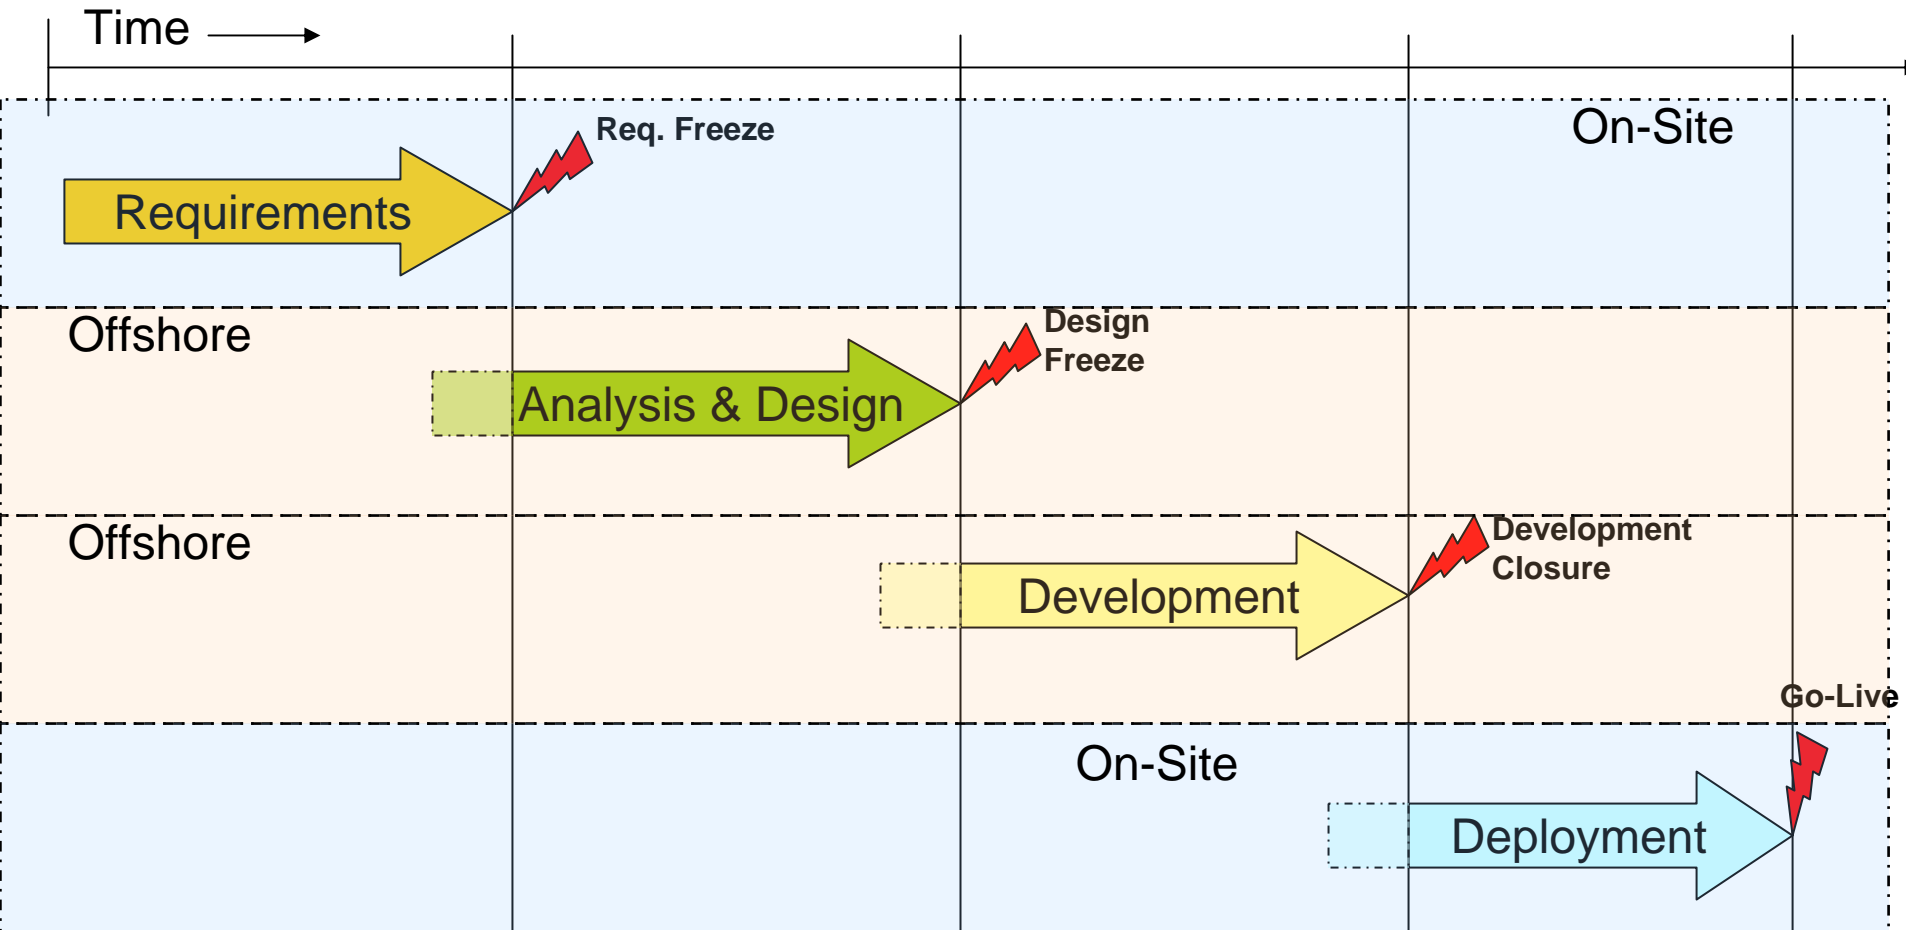 Time
On-Site
Req. Freeze
Requirements
Offshore
Design
Freeze
Analysis & Design
Offshore
Development
Closure
Development
Go-Live
On-Site
Deployment